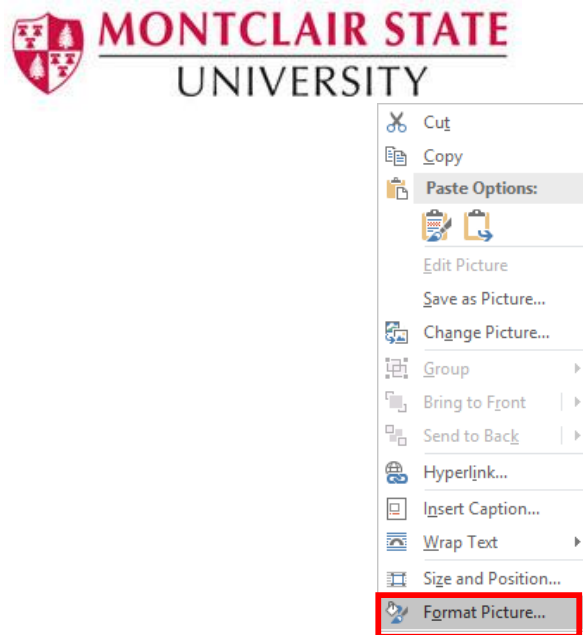 MONTCLAIR STATE
UNIVERSITY
Cut
Copy
Paste Options:
Edit Picture
Save as Picture...
Change Picture...
Group
Bring to Front
Send to Back
Hyperlink...
Insert Caption...
Wrap Text
Size and Position...
Format Picture...